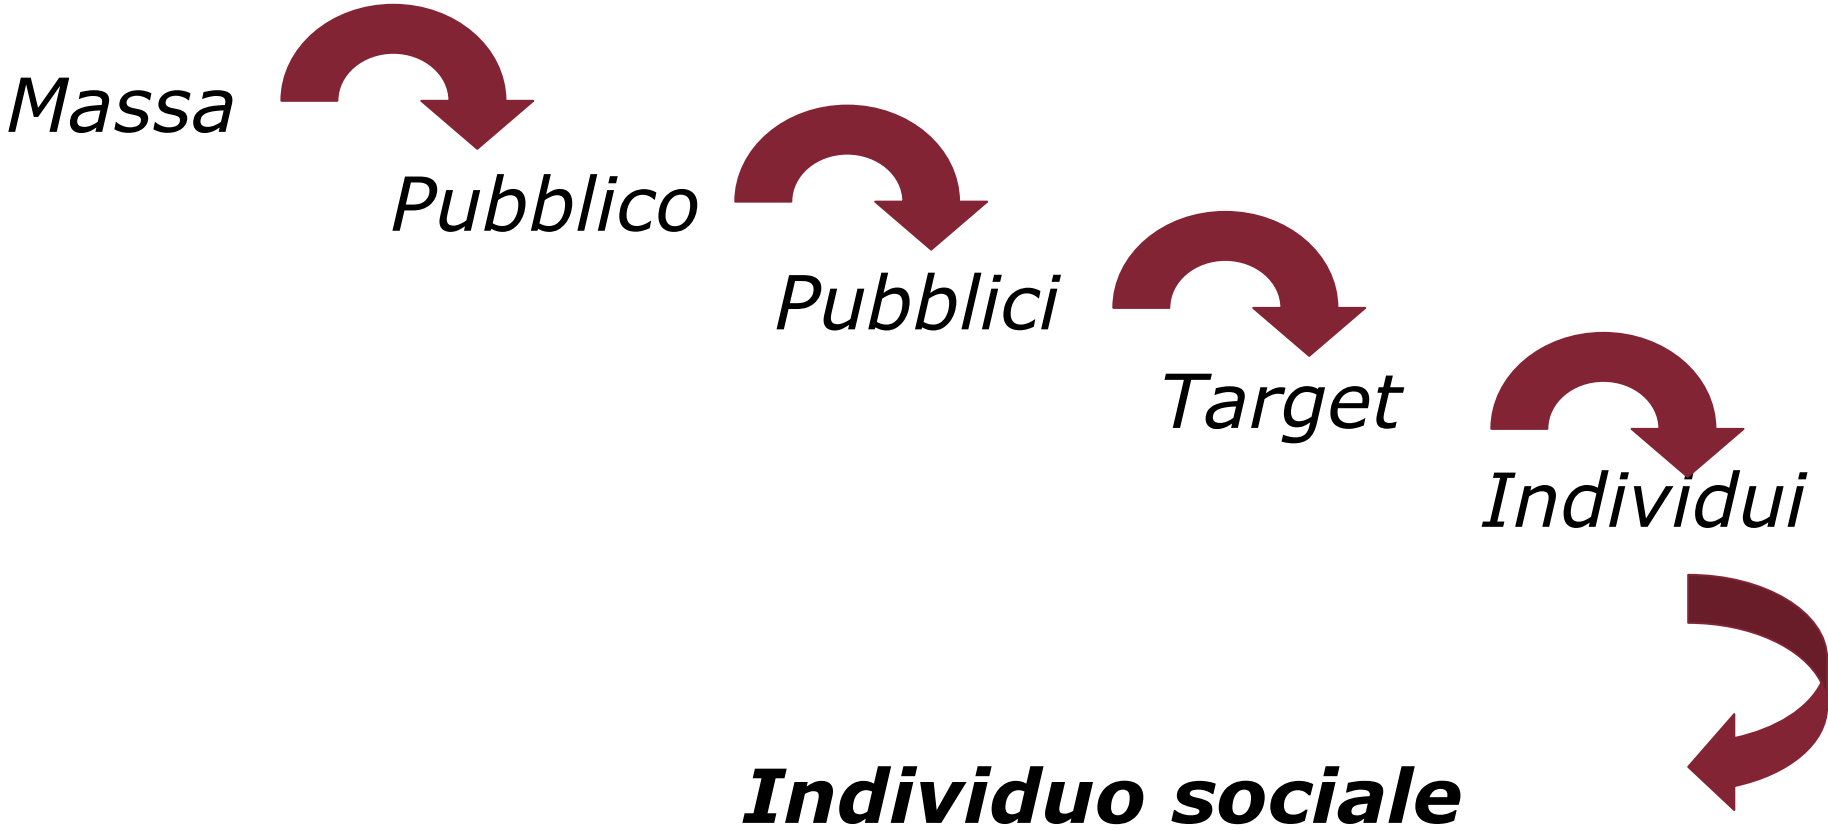 Massa
Pubblico
Pubblici
Target
Individui
Individuo sociale